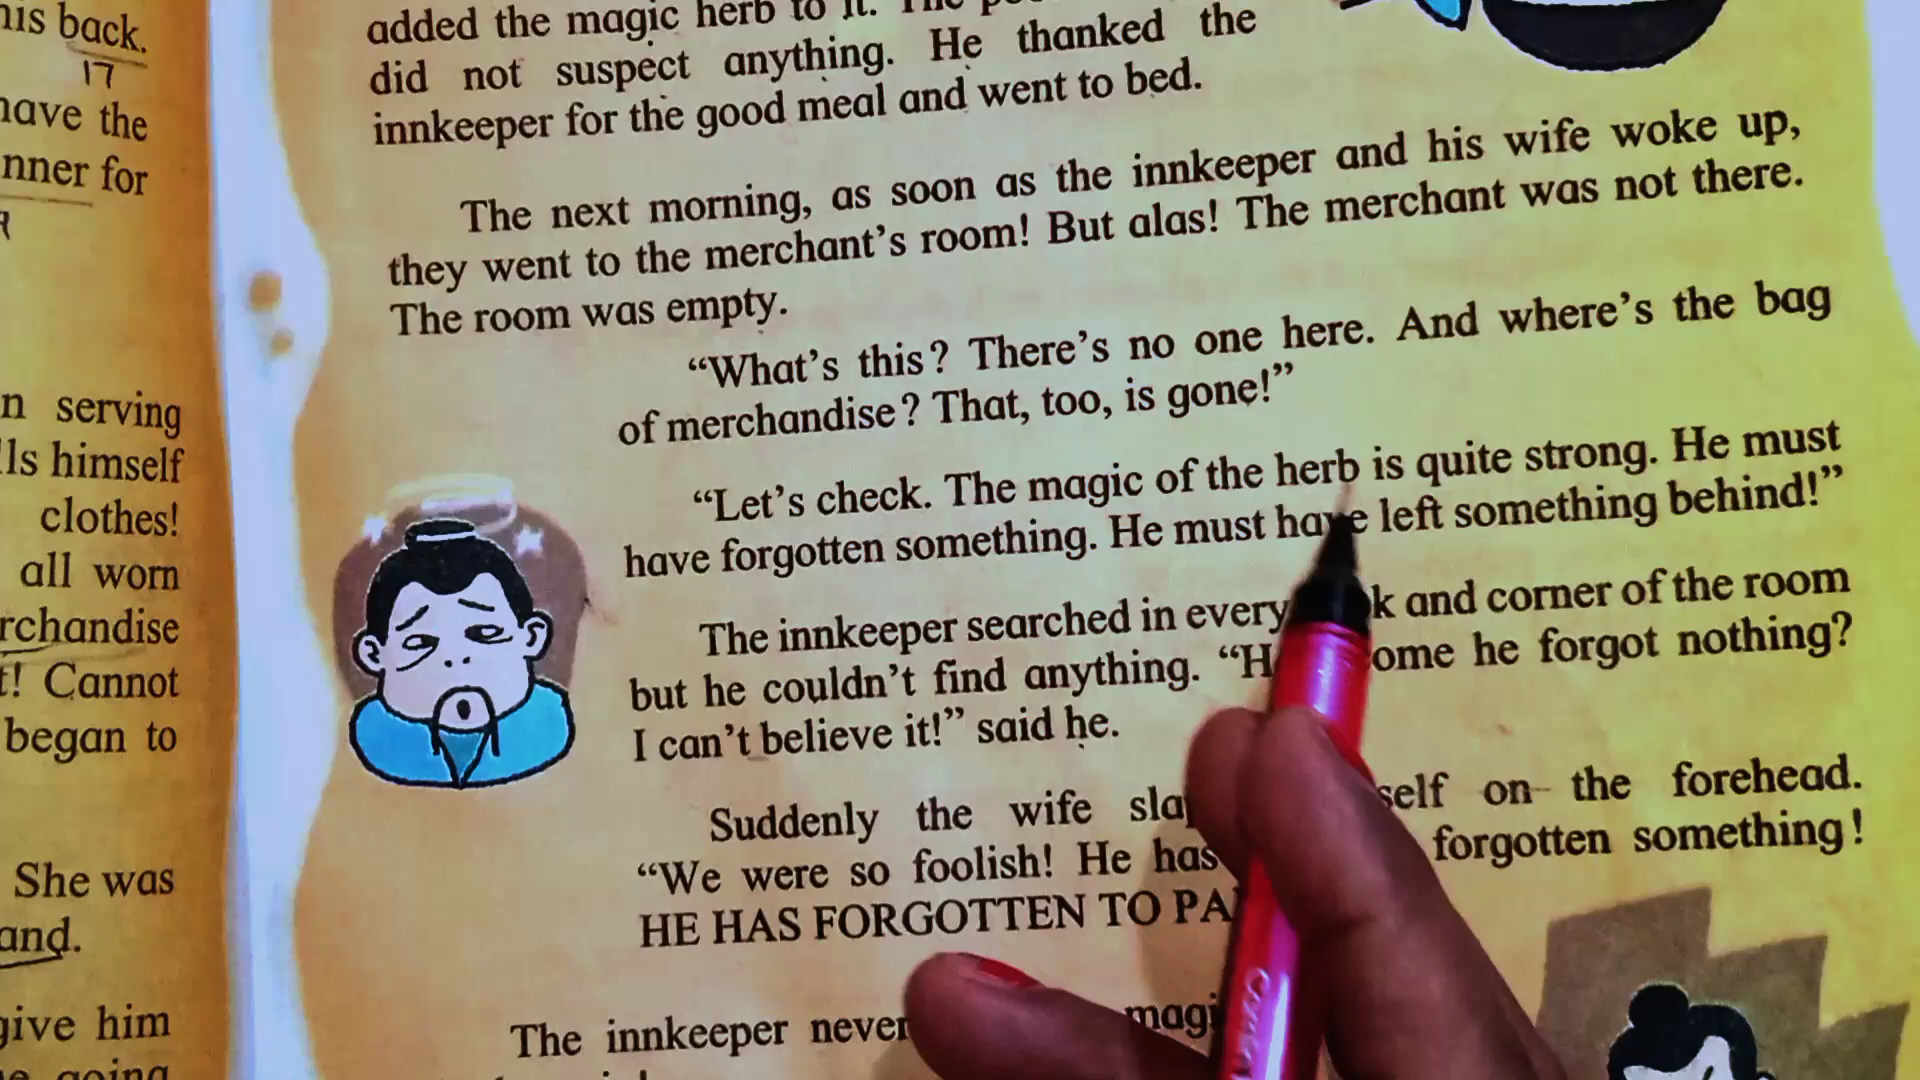 his back.
17
have the
nner for
n serving
ls himself
clothes!
all worn
rchandise
t! Cannot
began to
She was
and.
give him
going
added the magic herb to it. The
did not suspect anything. He thanked the
innkeeper for the good meal and went to bed.
The next morning, as soon as the innkeeper and his wife woke up,
they went to the merchant's room! But alas! The merchant was not there.
The room was empty.
“What's this? There's no one here. And where's the bag
of merchandise? That, too, is gone!”
“Let's check. The magic of the herb is quite strong. He must
have forgotten something. He must have left something behind!”
The innkeeper searched in every k and corner of the room
but he couldn't find anything. “H ome he forgot nothing?
I can't believe it!” said he.
Suddenly the wife sla self on the forehead.
“We were so foolish! He has forgotten something!
HE HAS FORGOTTEN TO PA
The innkeeper never magi